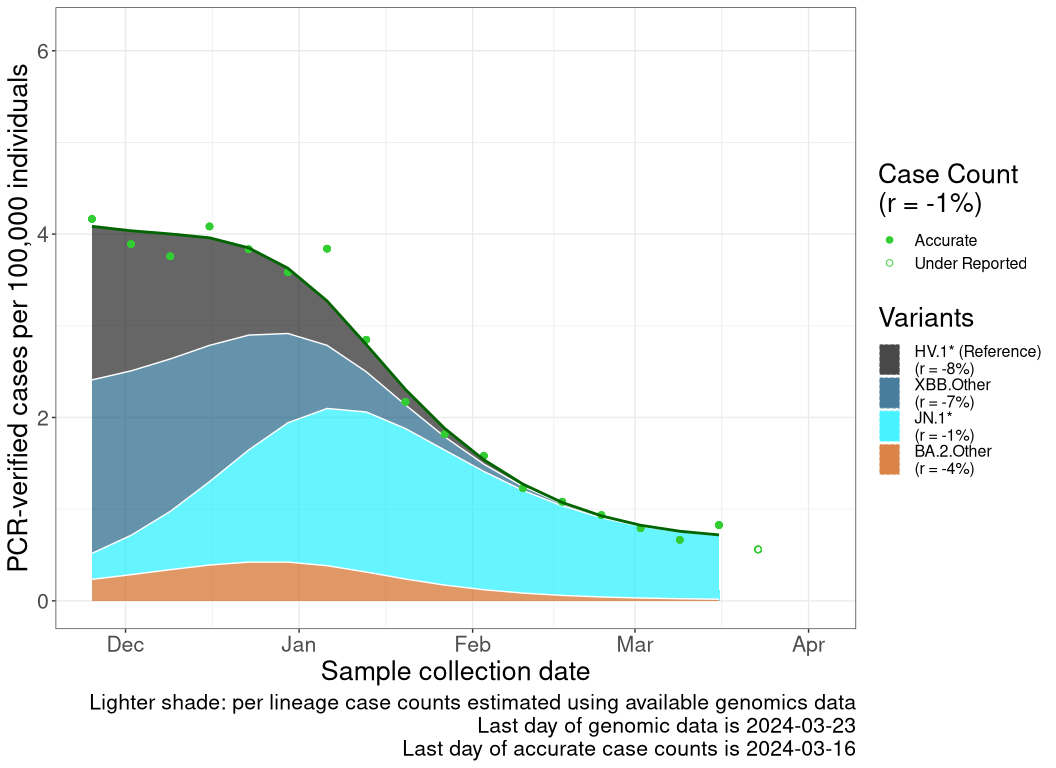 PCR-verified cases per 100,000 individuals
6
4
2
0
Dec
Jan
Feb
Mar
Apr
Sample collection date
Lighter shade: per lineage case counts estimated using available genomics data
Last day of genomic data is 2024-03-23
Last day of accurate case counts is 2024-03-16
Case Count
(r = -1%)
Accurate
Under Reported
Variants
HV.1* (Reference)
(r = -8%)
XBB.Other
(r = -7%)
JN.1*
(r = -1%)
BA.2.Other
(r = -4%)